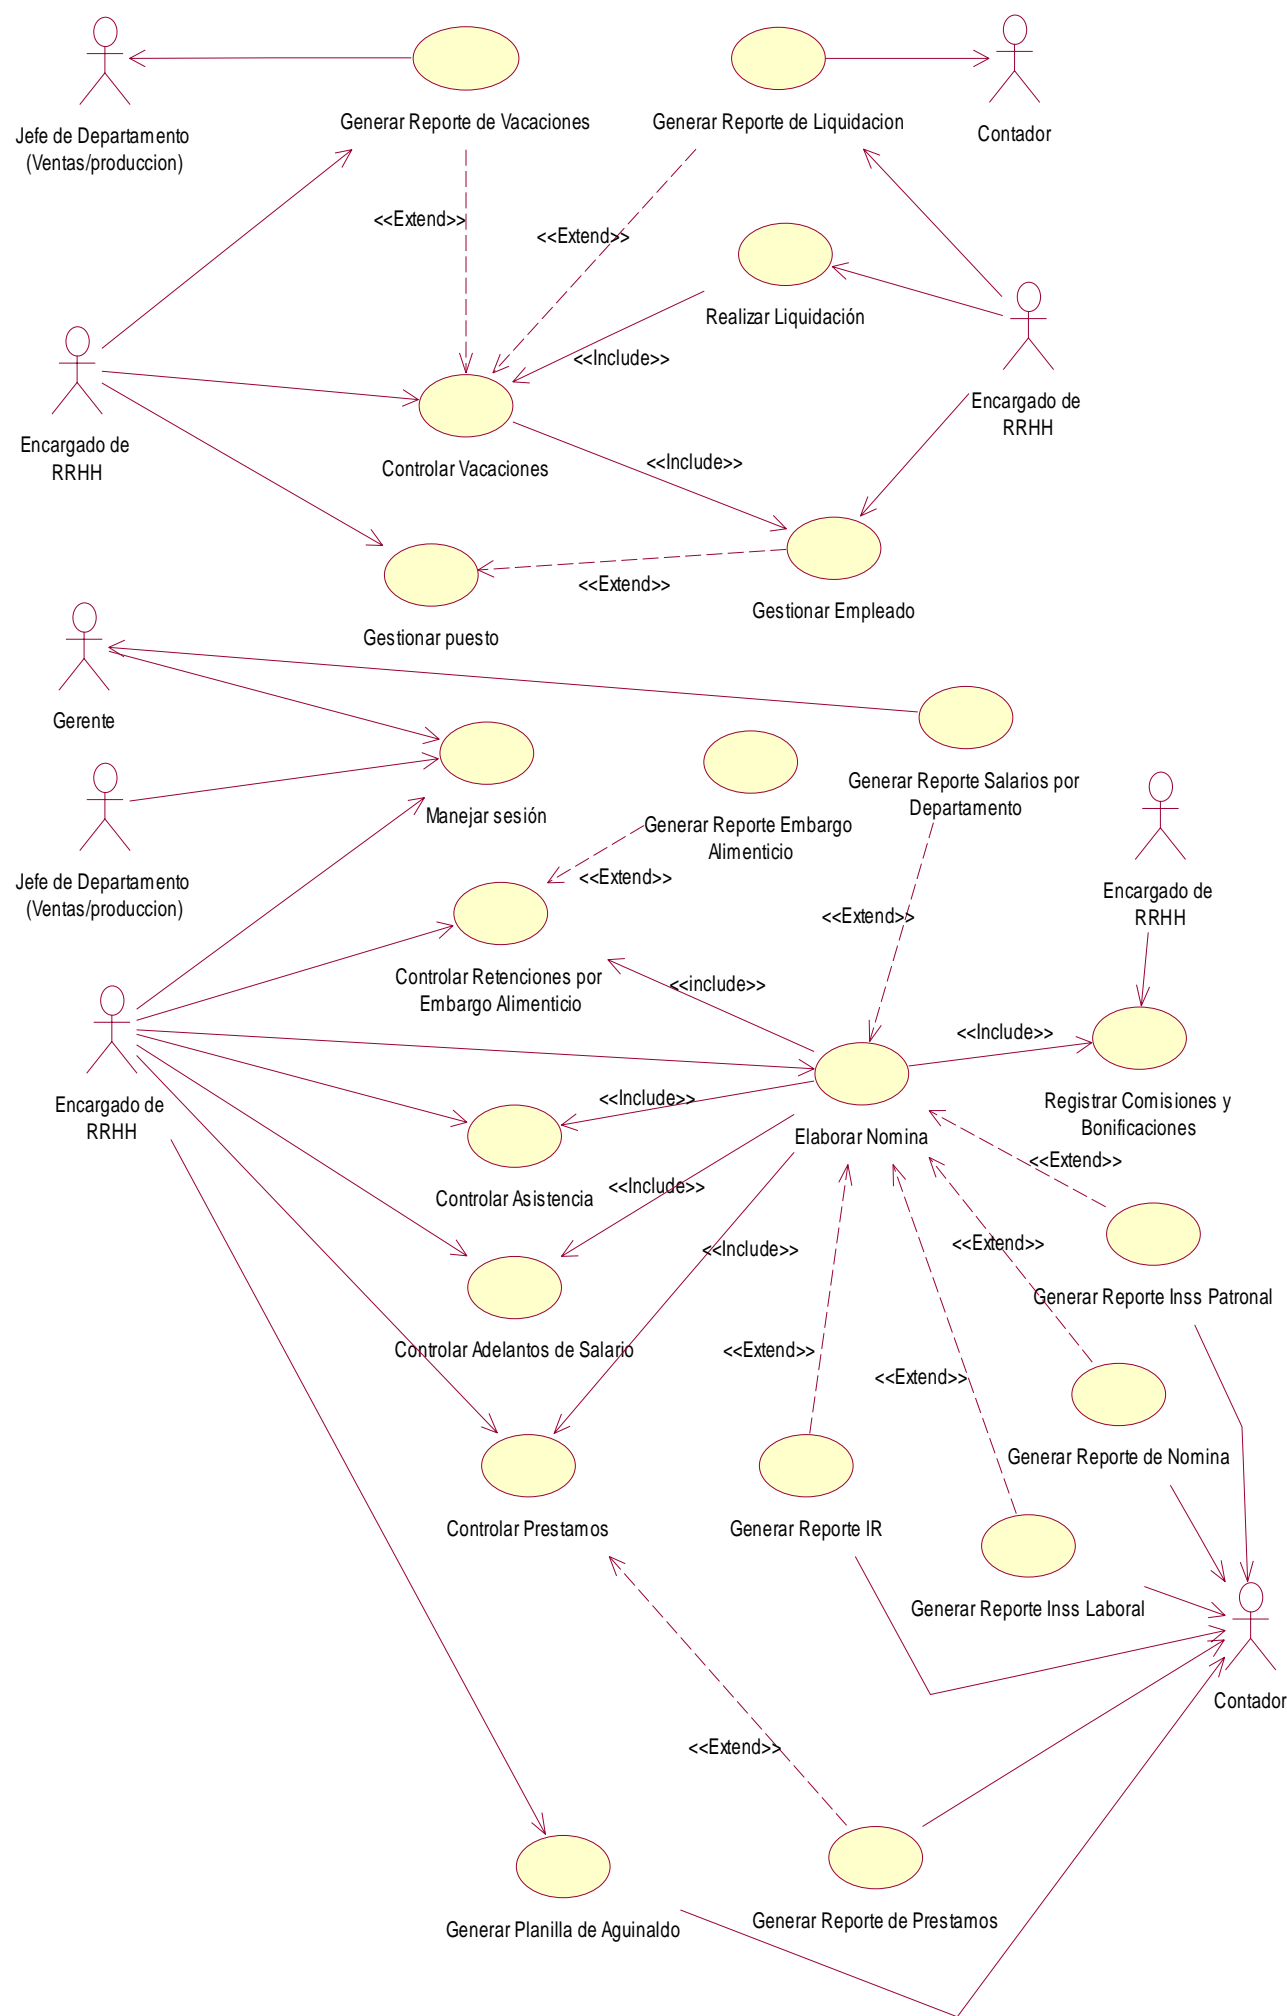 Generar Reporte de Vacaciones
Generar Reporte de Liquidacion
Contador
Jefe de Departamento
(Ventas/produccion)
<<Extend>>
<<Extend>>
Realizar Liquidación
<<Include>>
Encargado de
RRHH
Encargado de
RRHH
Controlar Vacaciones
<<Include>>
<<Extend>>
Gestionar Empleado
Gestionar puesto
Gerente
Generar Reporte Salarios por
Departamento
Manejar sesión
Generar Reporte Embargo
Alimenticio
<<Extend>>
Jefe de Departamento
(Ventas/produccion)
Encargado de
RRHH
<<Extend>>
Controlar Retenciones por
Embargo Alimenticio
<<include>>
<<Include>>
Encargado de
RRHH
<<Include>>
Registrar Comisiones y
Bonificaciones
Elaborar Nomina
<<Extend>>
Controlar Asistencia
<<Include>>
<<Include>>
<<Extend>>
Generar Reporte Inss Patronal
Controlar Adelantos de Salario
<<Extend>>
<<Extend>>
Generar Reporte de Nomina
Controlar Prestamos
Generar Reporte IR
Generar Reporte Inss Laboral
Contador
<<Extend>>
Generar Planilla de Aguinaldo
Generar Reporte de Prestamos